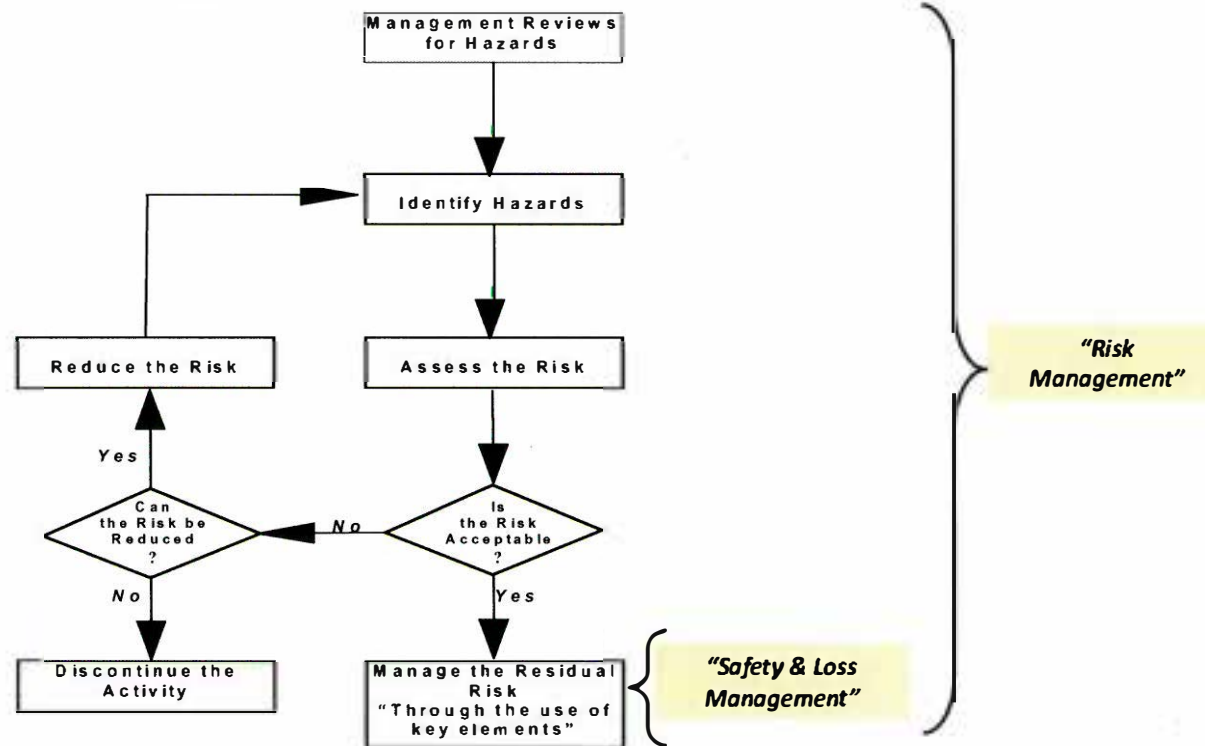 Management Reviews
for Hazards
Identify Hazards
Reduce the Risk
Assess the Risk
"Risk
Management"
Yes
Can
the Risk be
Reduced
?
No
Is
the Risk
Acceptable
?
No
Yes
Discontinue the
Activity
Manage the Residual
Risk
"Through the use of
key elements"
"Safety & Loss
Management"